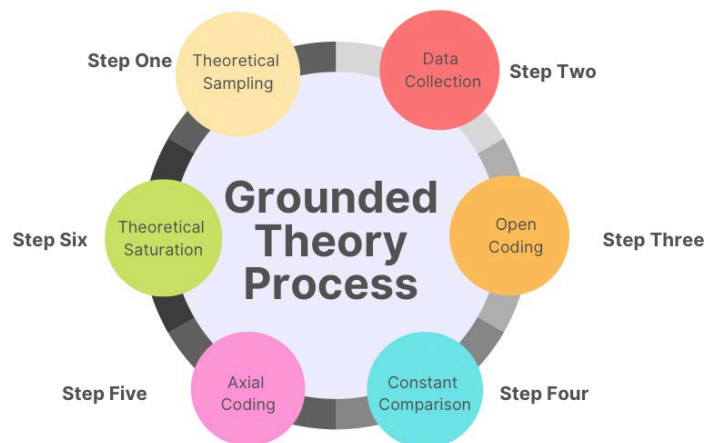 Step One
Theoretical
Sampling
Data
Collection
Step Two
Open
Coding
Step Three
Constant
Comparison
Step Four
Axial
Coding
Step Five
Theoretical
Saturation
Step Six
Grounded
Theory
Process